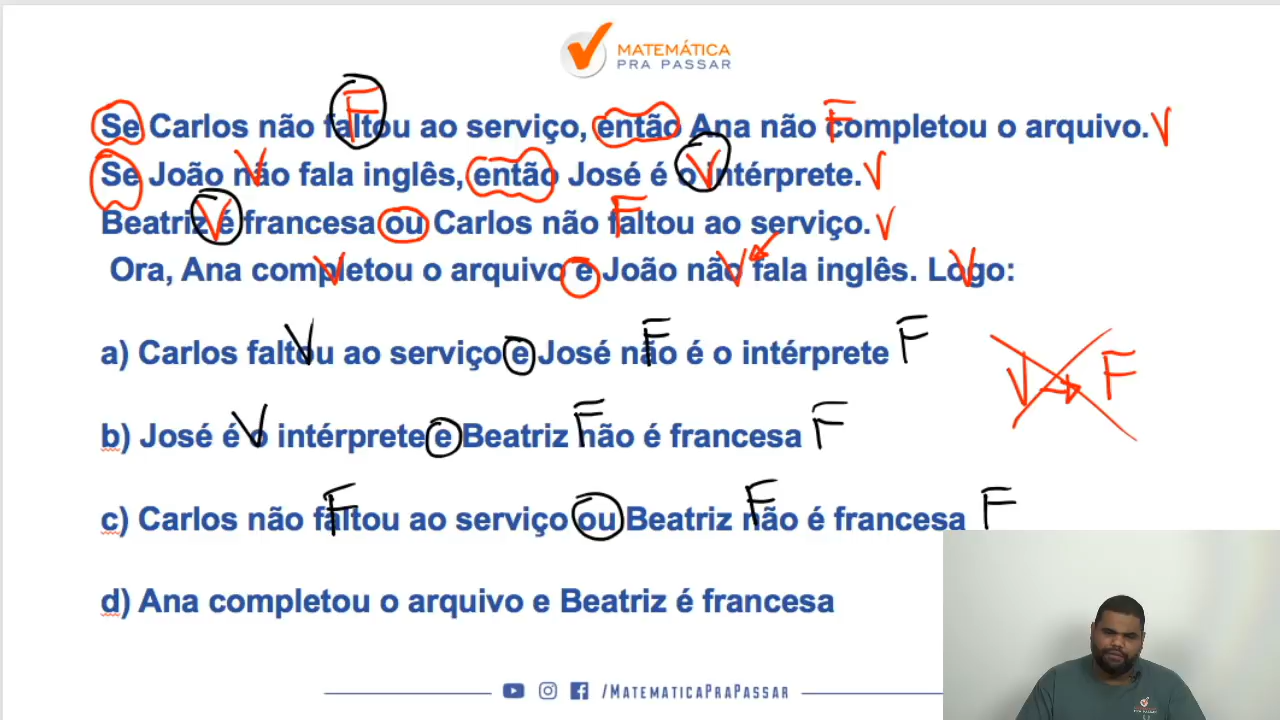 MATEMÁTICA
PRA PASSAR
F F
Se Carlos não faltou ao serviço, então Ana não completou o arquivo. V
V V
Se João não fala inglês, então José é o intérprete. V
V F
Beatriz é francesa ou Carlos não faltou ao serviço. V
V V V
Ora, Ana completou o arquivo e João não fala inglês. Logo:
V F F
a) Carlos faltou ao serviço e José não é o intérprete
V F
V F F
b) José é o intérprete e Beatriz não é francesa
F F F
c) Carlos não faltou ao serviço ou Beatriz não é francesa
d) Ana completou o arquivo e Beatriz é francesa
/MATEMATICAPRAPASSAR